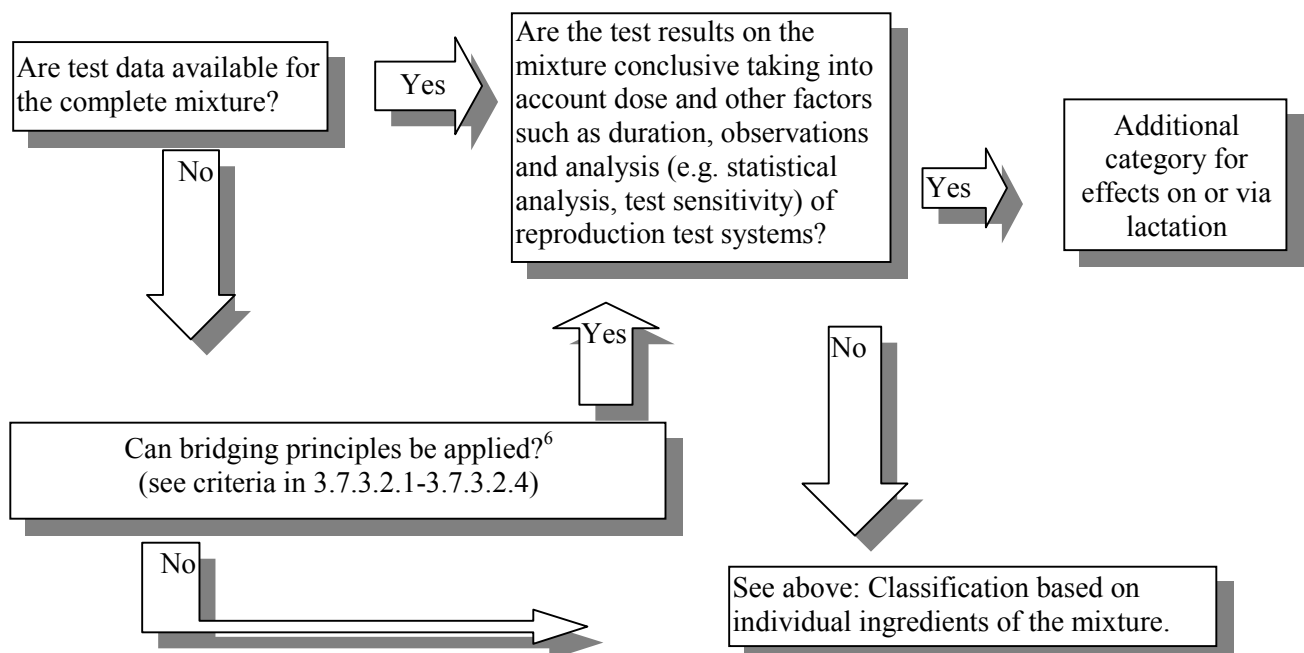 Are test data available for
the complete mixture?
Yes
Are the test results on the
mixture conclusive taking into
account dose and other factors
such as duration, observations
and analysis (e.g. statistical
analysis, test sensitivity) of
reproduction test systems?
Yes
Additional
category for
effects on or via
lactation
No
Yes
No
Can bridging principles be applied?⁶
(see criteria in 3.7.3.2.1-3.7.3.2.4)
No
See above: Classification based on
individual ingredients of the mixture.